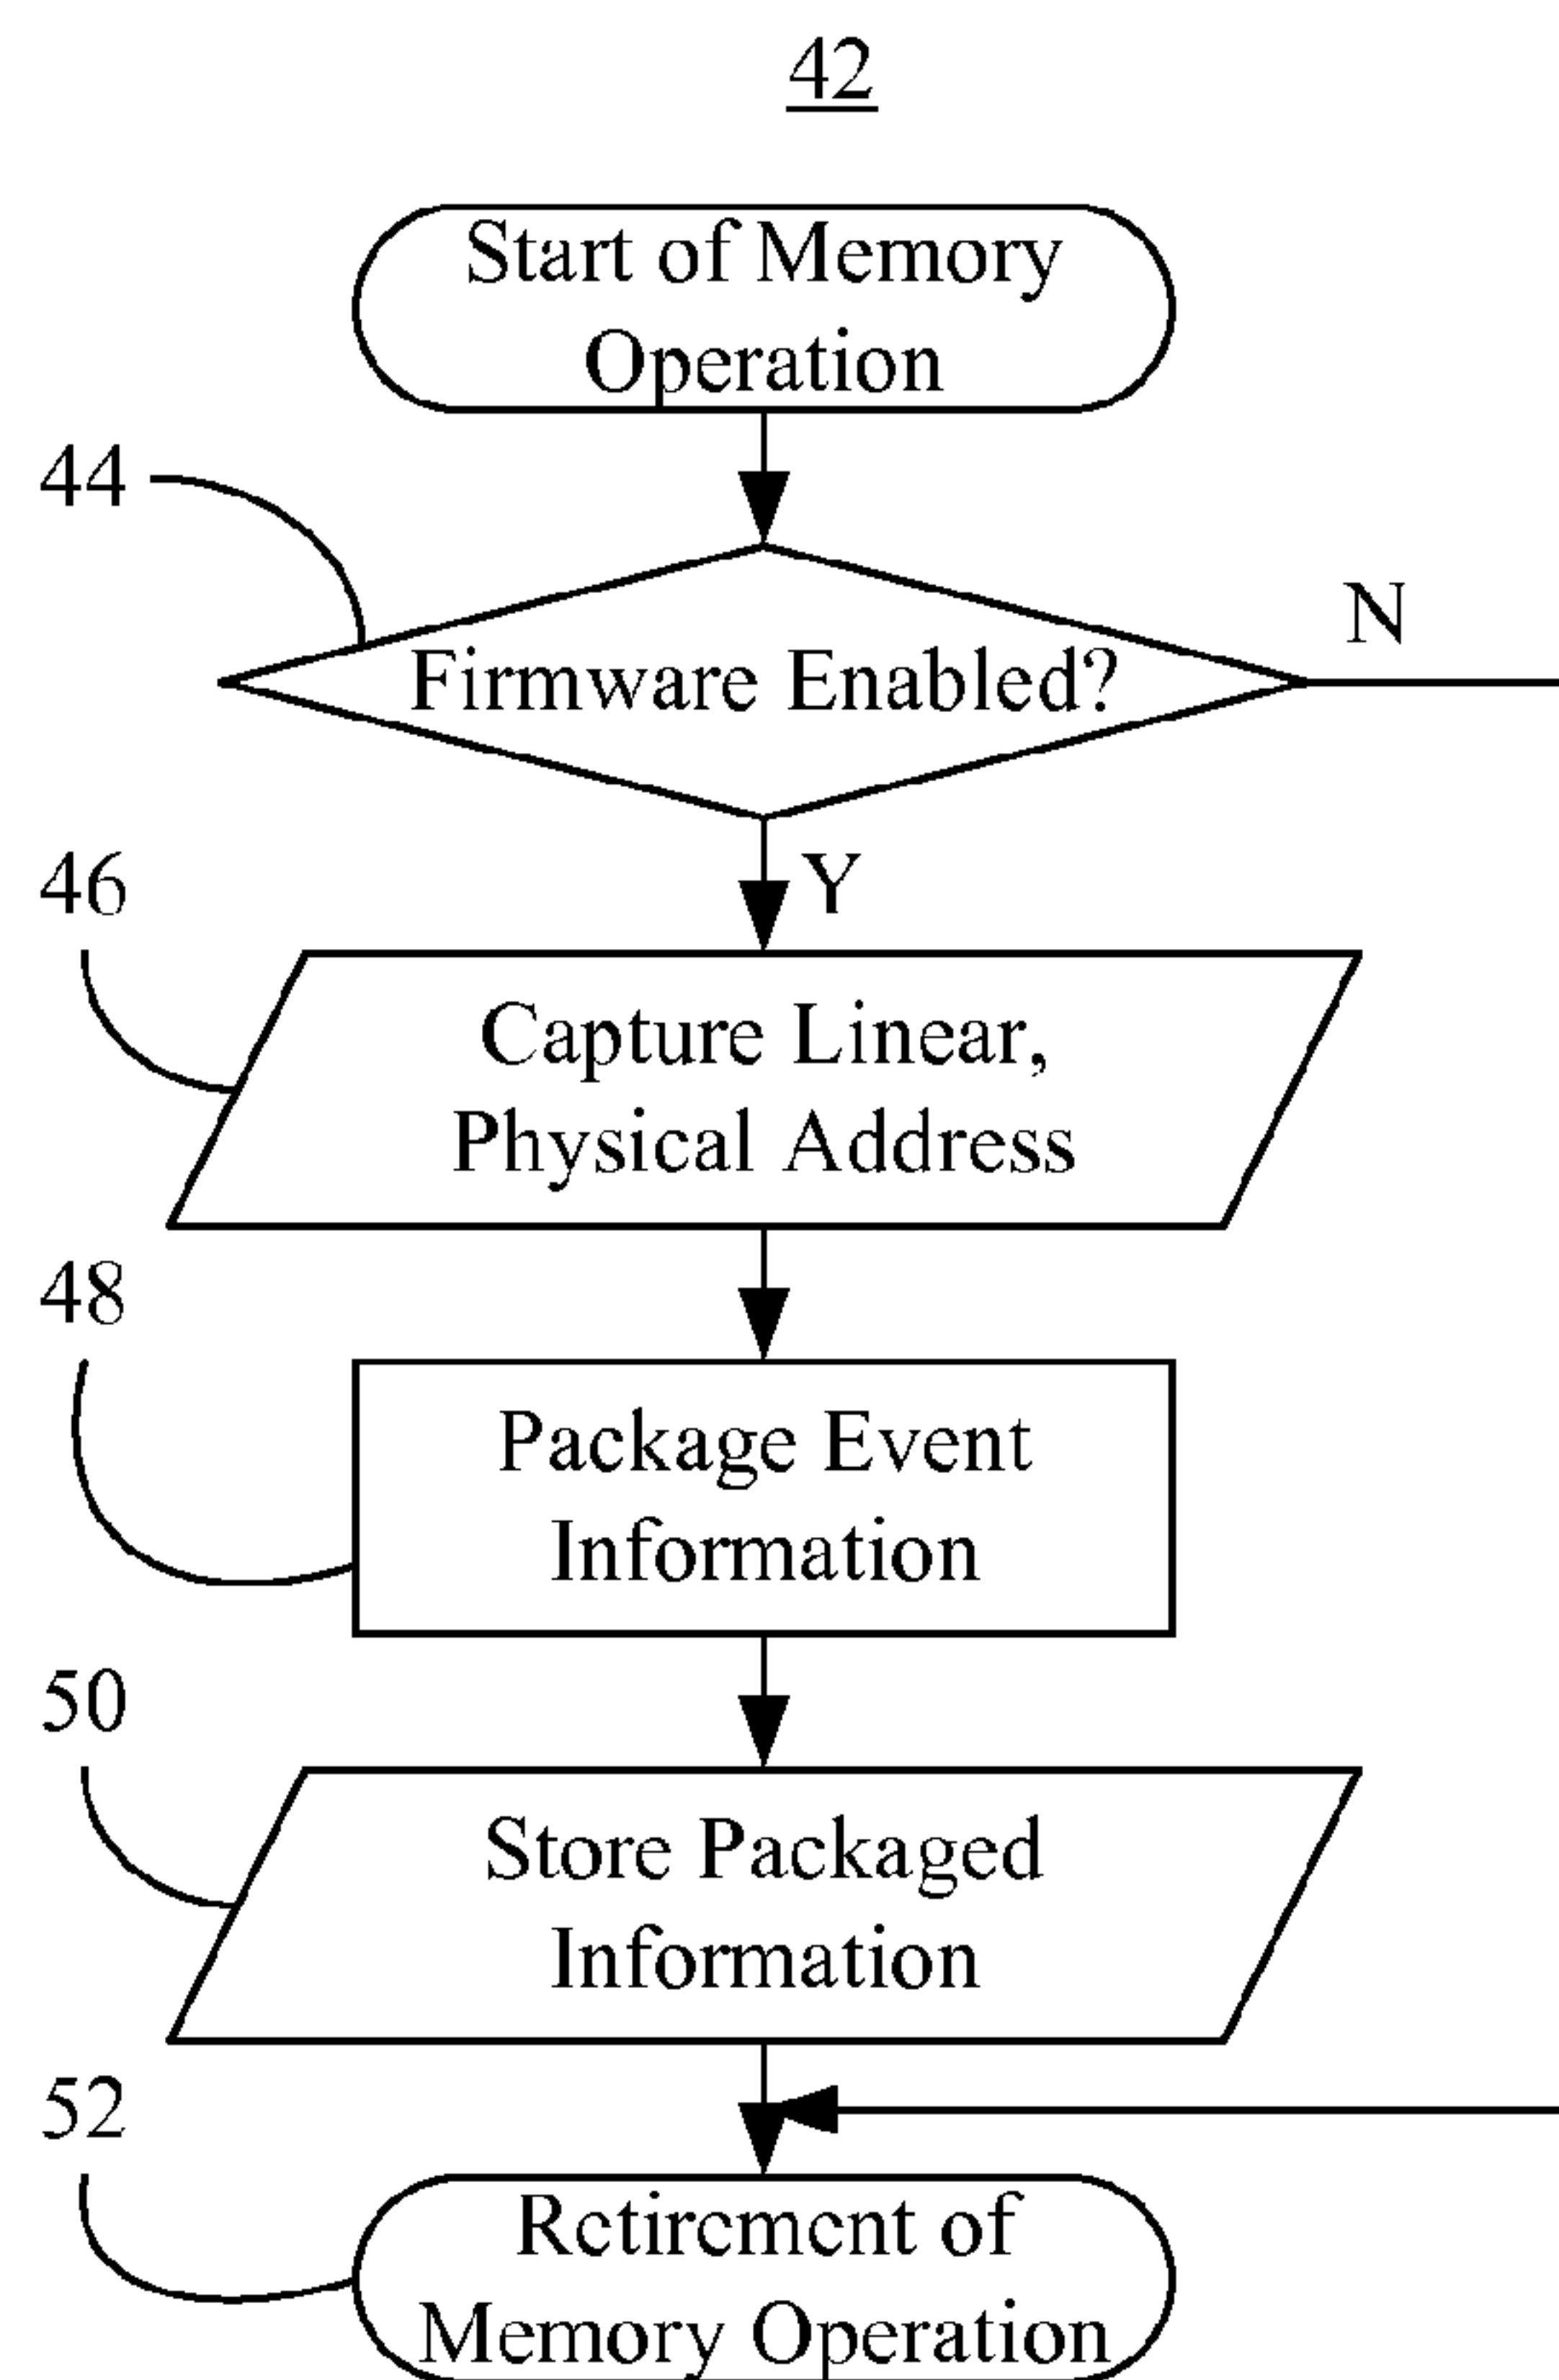 42
Start of Memory
Operation
44
N
Firmware Enabled?
46
Y
Capture Linear,
Physical Address
48
Package Event
Information
50
Store Packaged
Information
52
Retirement of
Memory Operation